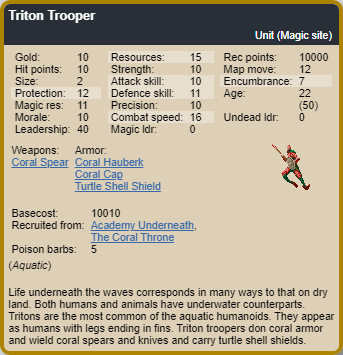 Triton Trooper
Unit (Magic site)
Gold: 10 Resources: 15 Rec points: 10000
Hit points: 10 Strength: 10 Map move: 12
Size: 2 Attack skill: 10 Encumbrance: 7
Protection: 12 Defence skill: 11 Age: 22
Magic res: 11 Precision: 10 (50)
Morale: 10 Combat speed: 16 Undead ldr: 0
Leadership: 40 Magic ldr: 0
Weapons: Armor:
Coral Spear Coral Hauberk
Coral Cap
Turtle Shell Shield
Basecost: 10010
Recruited from: Academy Underneath,
The Coral Throne
Poison barbs: 5
(Aquatic)
Life underneath the waves corresponds in many ways to that on dry
land. Both humans and animals have underwater counterparts.
Tritons are the most common of the aquatic humanoids. They appear
as humans with legs ending in fins. Triton troopers don coral armor
and wield coral spears and knives and carry turtle shell shields.